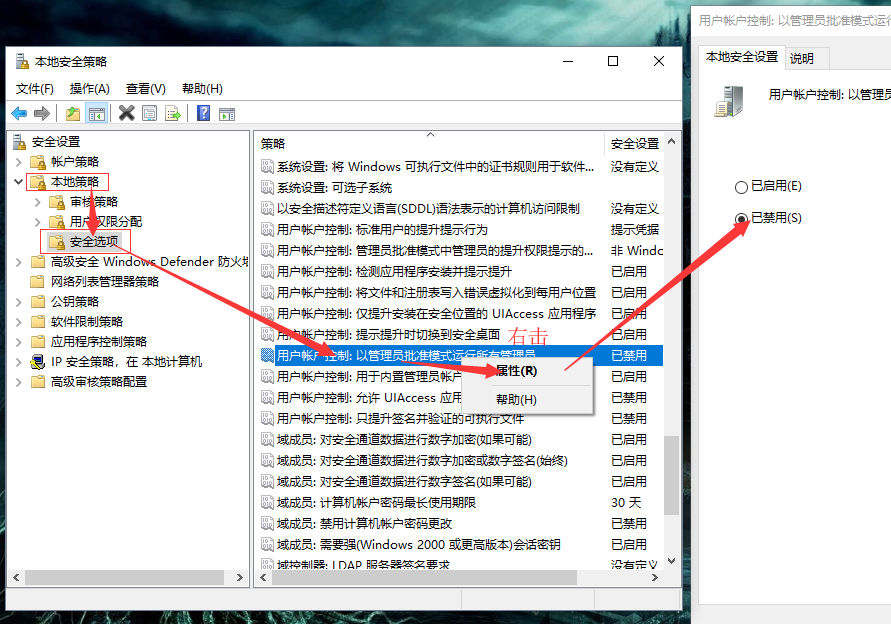 本地安全策略
文件(F) 操作(A) 查看(V) 帮助(H)
安全设置
帐户策略
本地策略
审核策略
用户权限分配
安全选项
高级安全 Windows Defender 防火墙
网络列表管理器策略
公钥策略
软件限制策略
应用程序控制策略
IP 安全策略，在 本地计算机
高级审核策略配置
策略 安全设置
系统设置: 将 Windows 可执行文件中的证书规则用于软件... 没有定义
系统设置: 可选子系统
以安全描述符定义语言(SDDL)语法表示的计算机访问限制 没有定义
用户帐户控制: 标准用户的提升提示行为 提示凭据
用户帐户控制: 管理员批准模式中管理员的提升权限提示的... 非 Windo
用户帐户控制: 检测应用程序安装并提示提升 已启用
用户帐户控制: 将文件和注册表写入错误虚拟化到每用户位置 已启用
用户帐户控制: 仅提升安装在安全位置的 UIAccess 应用程序 已启用
用户帐户控制: 提示提升时切换到安全桌面 已启用
右击
用户帐户控制: 以管理员批准模式运行所有管理员 已禁用
用户帐户控制: 用于内置管理员帐户 已启用
用户帐户控制: 允许 UIAccess 应用 已禁用
用户帐户控制: 只提升签名并验证的可执行文件 已禁用
属性(R)
帮助(H)
域成员: 对安全通道数据进行数字加密(如果可能) 已启用
域成员: 对安全通道数据进行数字加密或数字签名(始终) 已启用
域成员: 对安全通道数据进行数字签名(如果可能) 已启用
域成员: 计算机帐户密码最长使用期限 30 天
域成员: 禁用计算机帐户密码更改 已禁用
域成员: 需要强(Windows 2000 或更高版本)会话密钥 已启用
域控制器: LDAP 服务器签名要求 没有定义
用户帐户控制: 以管理员批准模式运行
本地安全设置 说明
用户帐户控制: 以管理员
已启用(E)
已禁用(S)